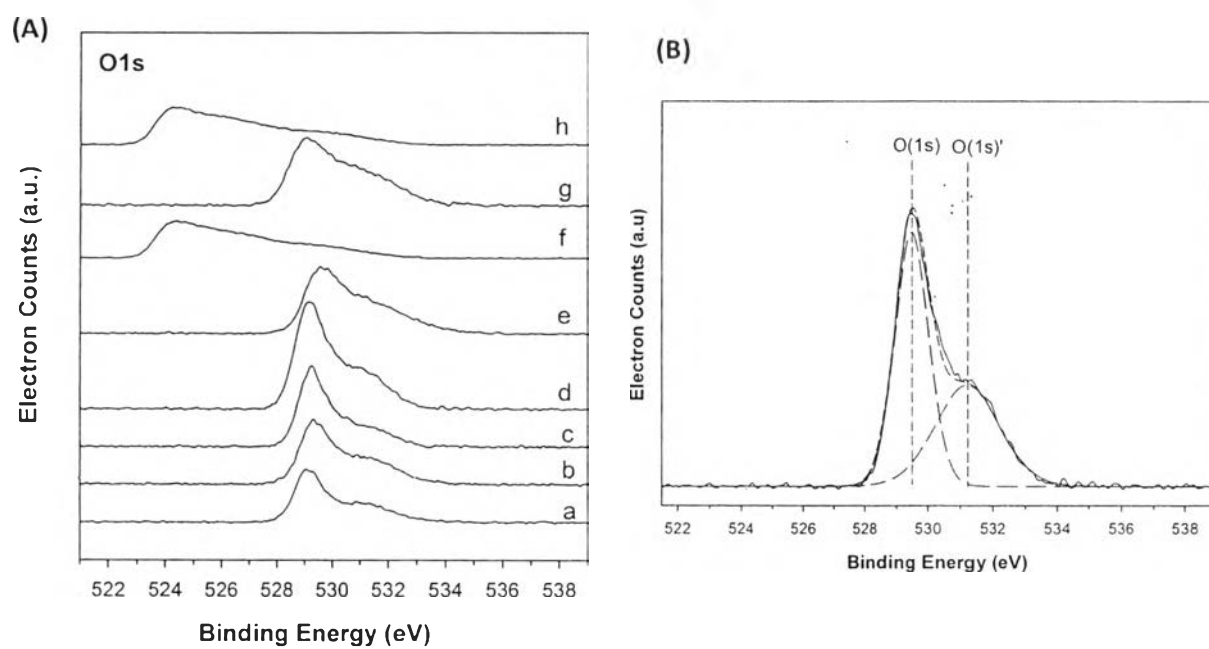 (A)
O1s
h
g
f
e
d
c
b
a
Electron Counts (a.u.)
522 524 526 528 530 532 534 536 538
Binding Energy (eV)
(B)
O(1s) O(1s)'
Electron Counts (a.u)
522 524 526 528 530 532 534 536 538
Binding Energy (eV)